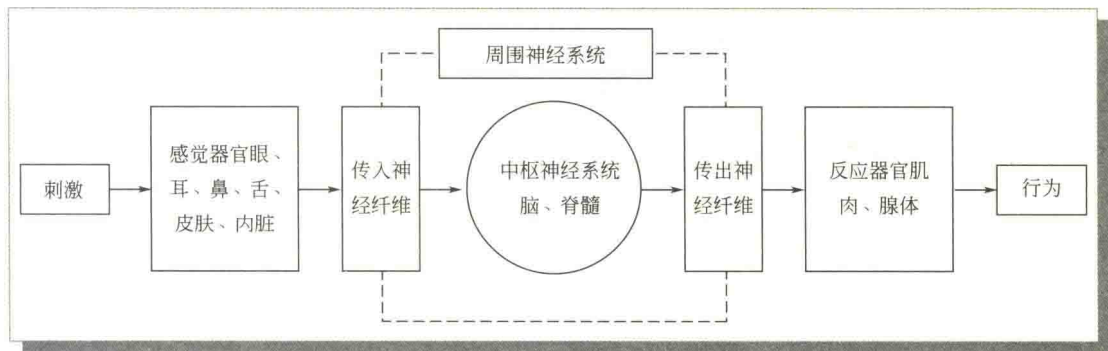 周围神经系统
刺激
感觉器官眼、
耳、鼻、舌、
皮肤、内脏
传入神
经纤维
中枢神经系统
脑、脊髓
传出神
经纤维
反应器官肌
肉、腺体
行为